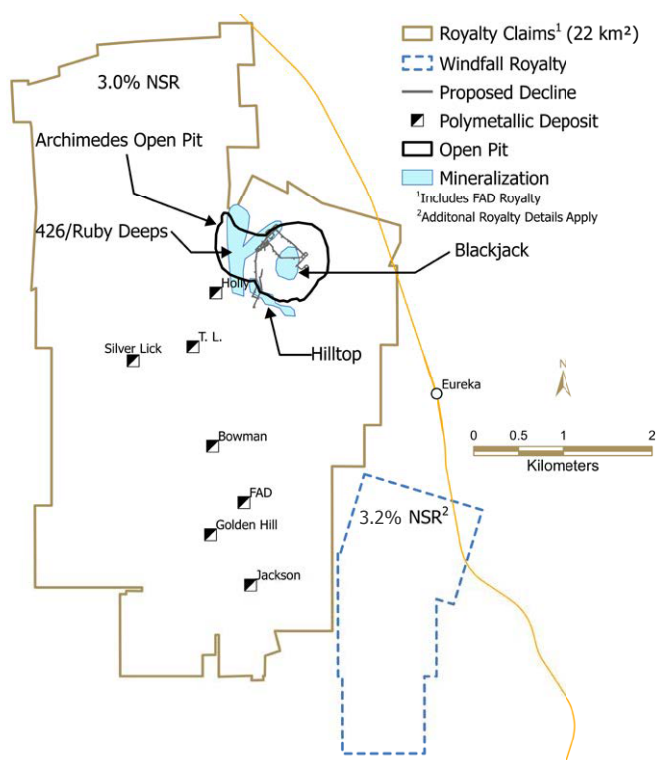 Royalty Claims¹ (22 km²)
Windfall Royalty
Proposed Decline
Polymetallic Deposit
Open Pit
Mineralization
¹Includes FAD Royalty
²Additonal Royalty Details Apply
3.0% NSR
Archimedes Open Pit
426/Ruby Deeps
Blackjack
Holly
Hilltop
T. L.
Silver Lick
Eureka
N
0 0.5 1 2
Kilometers
Bowman
FAD
Golden Hill
3.2% NSR²
Jackson